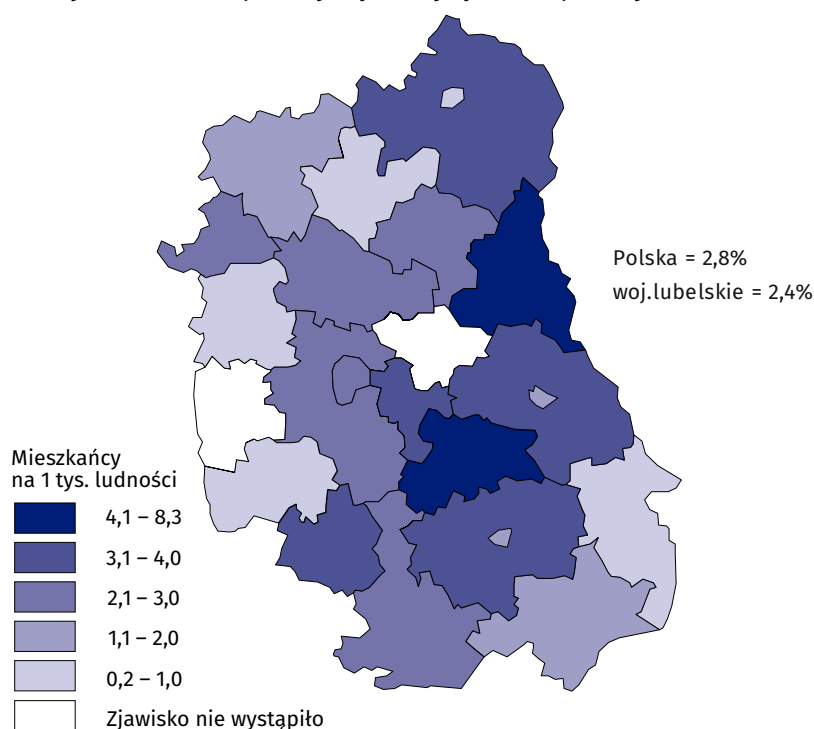 Polska = 2,8%
woj.lubelskie = 2,4%
Mieszkańcy
na 1 tys. ludności
4,1 – 8,3
3,1 – 4,0
2,1 – 3,0
1,1 – 2,0
0,2 – 1,0
Zjawisko nie wystąpiło